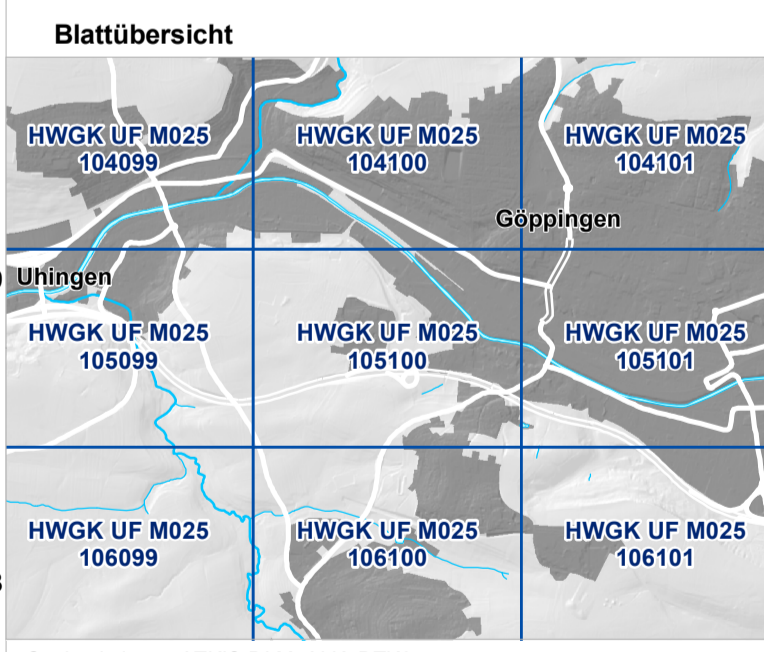 Blattübersicht
HWGK UF M025
104099
HWGK UF M025
104100
HWGK UF M025
104101
Göppingen
Uhingen
HWGK UF M025
105099
HWGK UF M025
105100
HWGK UF M025
105101
HWGK UF M025
106099
HWGK UF M025
106100
HWGK UF M025
106101